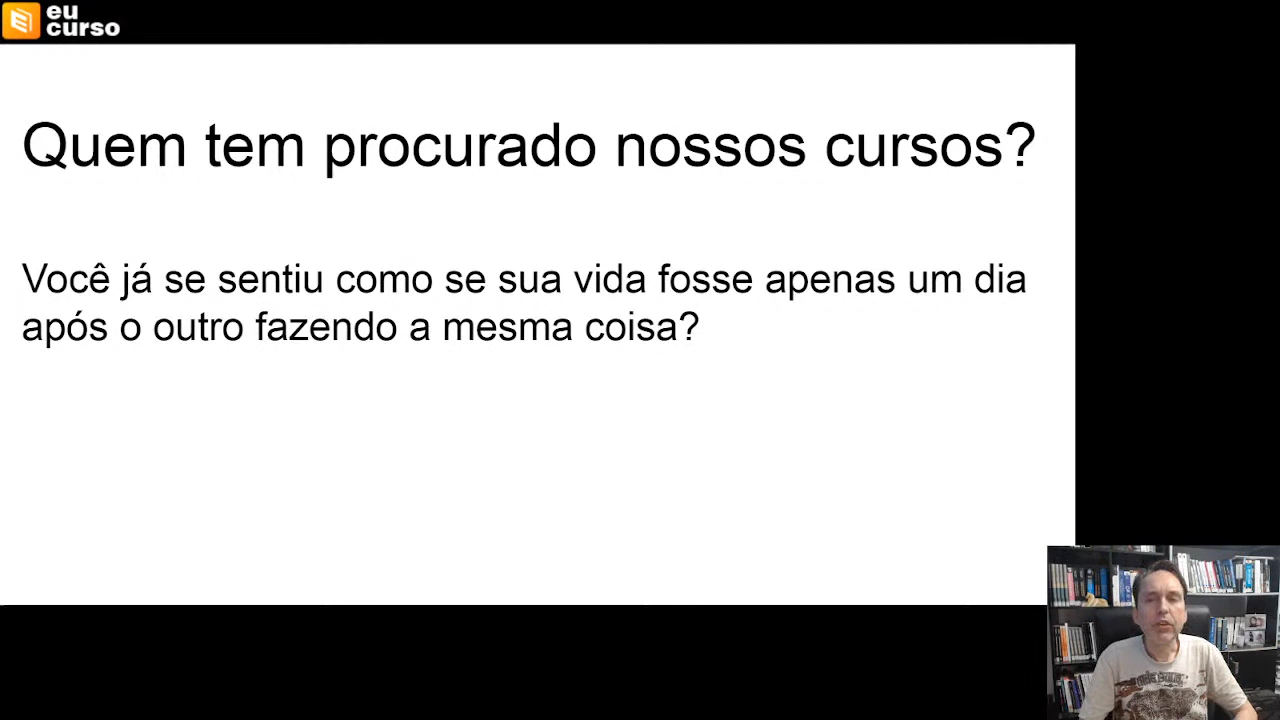 eu
curso
Quem tem procurado nossos cursos?
Você já se sentiu como se sua vida fosse apenas um dia
após o outro fazendo a mesma coisa?